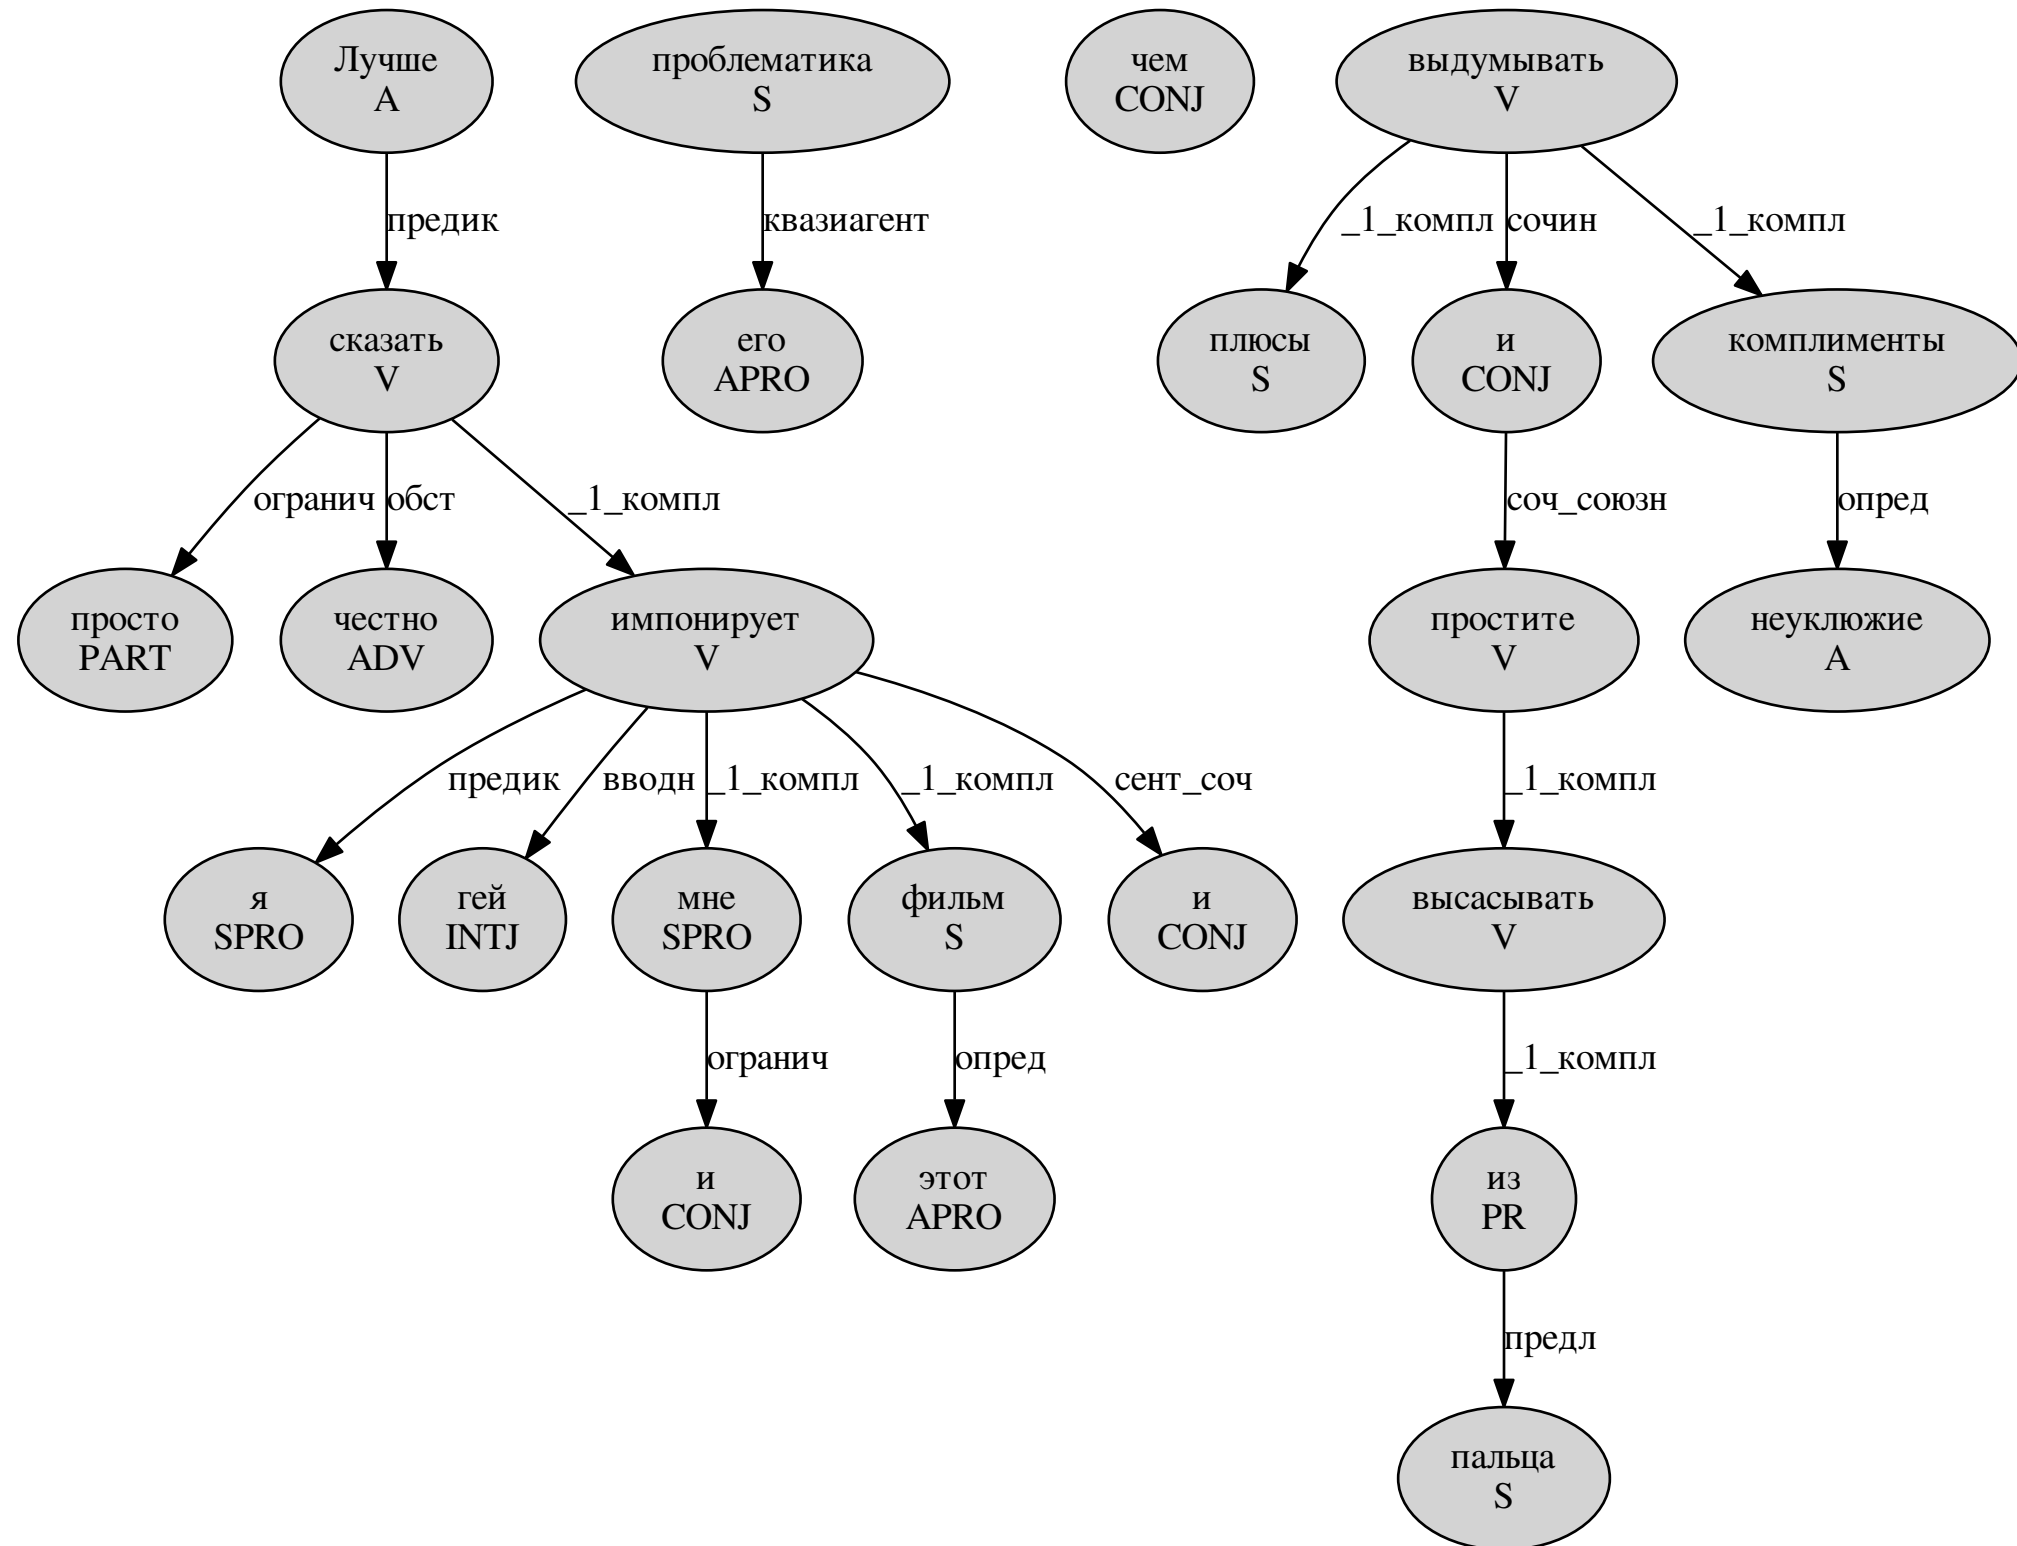 Лучше
A
проблематика
S
чем
CONJ
выдумывать
V
предик
квазиагент
_1_компл
сочин
_1_компл
сказать
V
его
APRO
плюсы
S
и
CONJ
комплименты
S
огранич
обст
_1_компл
соч_союзн
опред
просто
PART
честно
ADV
импонирует
V
простите
V
неуклюжие
A
предик
вводн
_1_компл
_1_компл
сент_соч
_1_компл
я
SPRO
гей
INTJ
мне
SPRO
фильм
S
и
CONJ
высасывать
V
огранич
опред
_1_компл
и
CONJ
этот
APRO
из
PR
предл
пальца
S